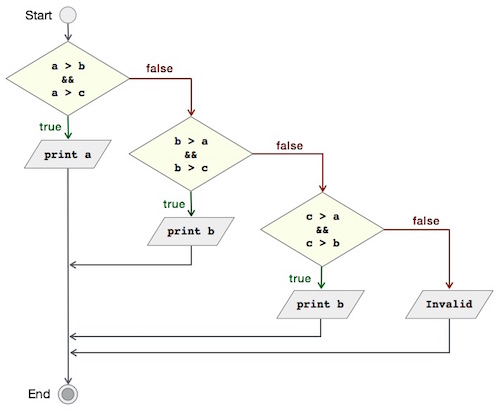 Start
a > b
&&
a > c
false
true
print a
b > a
&&
b > c
false
true
print b
c > a
&&
c > b
false
true
print b
Invalid
End